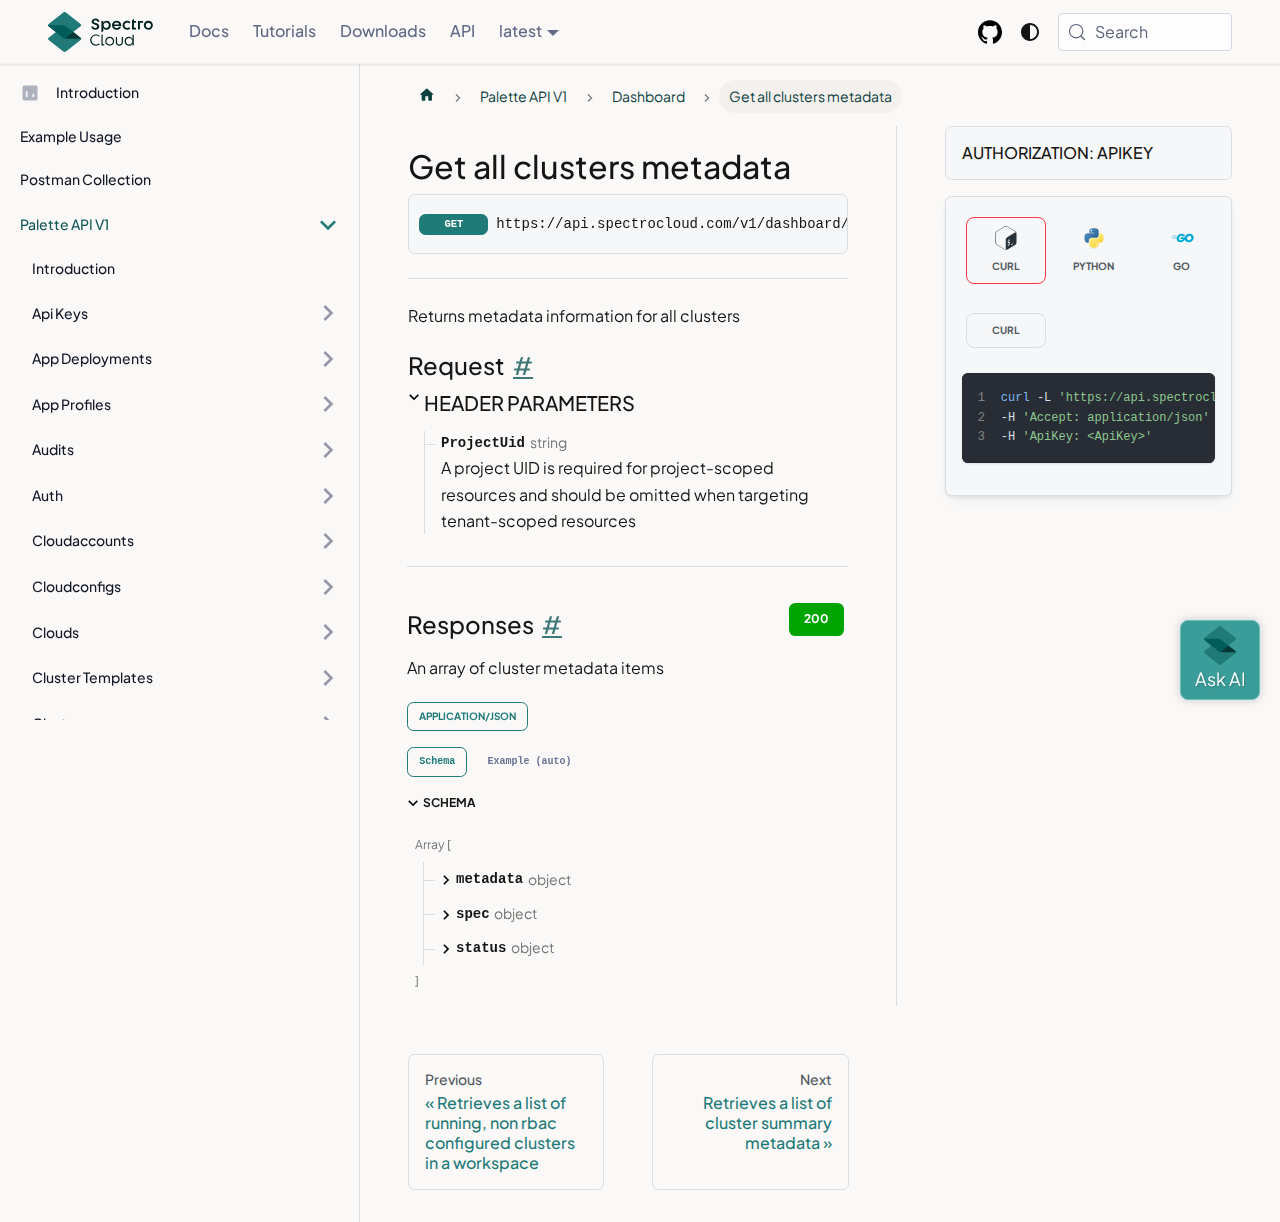 Spectro
Cloud
Docs
Tutorials
Downloads
API
latest
Search
Introduction
Example Usage
Postman Collection
Palette API V1
Introduction
Api Keys
App Deployments
App Profiles
Audits
Auth
Cloudaccounts
Cloudconfigs
Clouds
Cluster Templates
Palette API V1
Dashboard
Get all clusters metadata
Get all clusters metadata
GET https://api.spectrocloud.com/v1/dashboard/
Returns metadata information for all clusters
Request #
HEADER PARAMETERS
ProjectUid string
A project UID is required for project-scoped
resources and should be omitted when targeting
tenant-scoped resources
Responses #
200
An array of cluster metadata items
APPLICATION/JSON
Schema
Example (auto)
SCHEMA
Array [
metadata object
spec object
status object
]
Previous
« Retrieves a list of
running, non rbac
configured clusters
in a workspace
Next
Retrieves a list of
cluster summary
metadata »
AUTHORIZATION: APIKEY
CURL
PYTHON
GO
CURL
1 curl -L 'https://api.spectrocl
2 -H 'Accept: application/json'
3 -H 'ApiKey: <ApiKey>'
Ask AI